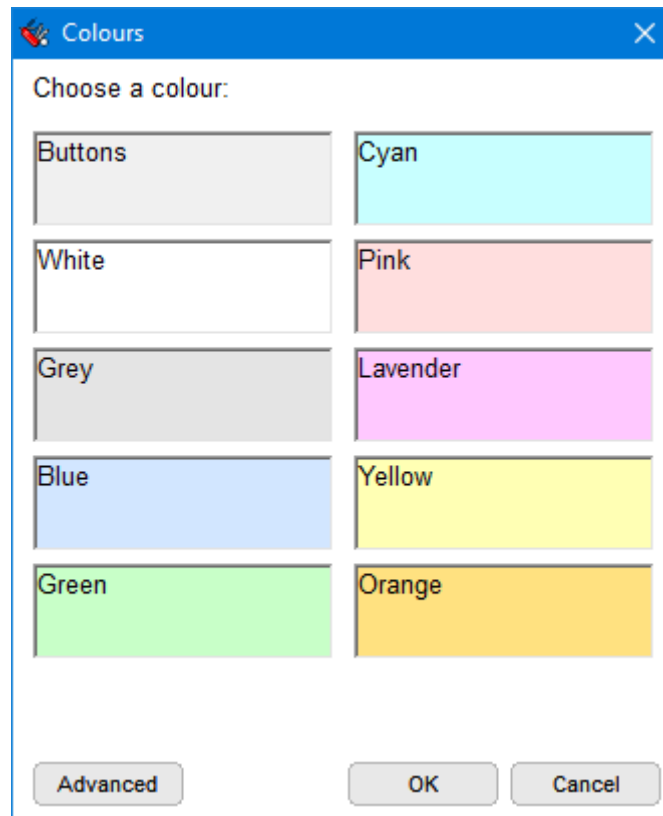 Colours
Choose a colour:
Buttons
Cyan
White
Pink
Grey
Lavender
Blue
Yellow
Green
Orange
Advanced
OK
Cancel